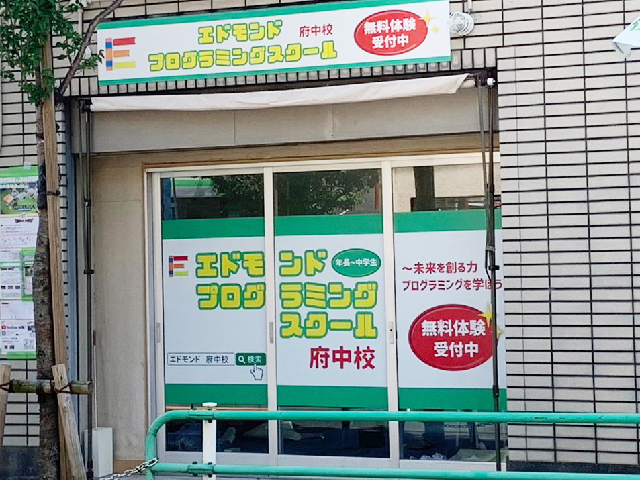 エドモンド
プログラミングスクール
府中校
無料体験
受付中
エドモンド
プログラミング
スクール
年長～中学生
府中校
エドモンド 府中校
検索
～未来を創る力
プログラミングを学ぼう
無料体験
受付中